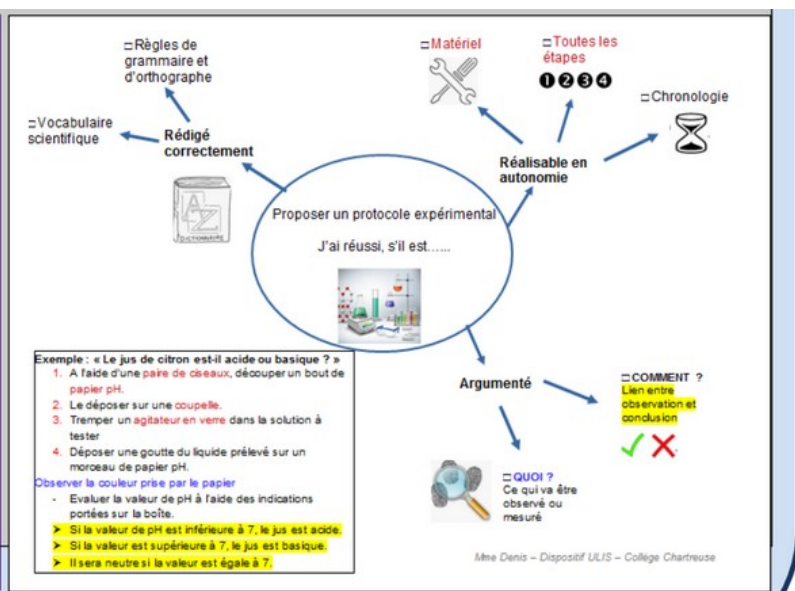 □Règles de
grammaire et
d'orthographe
□Vocabulaire
scientifique
Rédigé
correctement
A
Z
DICTIONNAIRE
□Matériel
□Toutes les
étapes
❶❷❸❹
□Chronologie
Réalisable en
autonomie
Proposer un protocole expérimental
J'ai réussi, s'il est......
Argumenté
□COMMENT ?
Lien entre
observation et
conclusion
□QUOI ?
Ce qui va être
observé ou
mesuré
Exemple : « Le jus de citron est-il acide ou basique ? »
1. A l'aide d'une paire de ciseaux, découper un bout de
papier pH.
2. Le déposer sur une coupelle.
3. Tremper un agitateur en verre dans la solution à
tester
4. Déposer une goutte du liquide prélevé sur un
morceau de papier pH.
Observer la couleur prise par le papier
- Evaluer la valeur de pH à l'aide des indications
portées sur la boîte.
➤ Si la valeur de pH est inférieure à 7, le jus est acide.
➤ Si la valeur est supérieure à 7, le jus est basique.
➤ Il sera neutre si la valeur est égale à 7.
Mme Denis – Dispositif ULIS – Collège Chartreuse